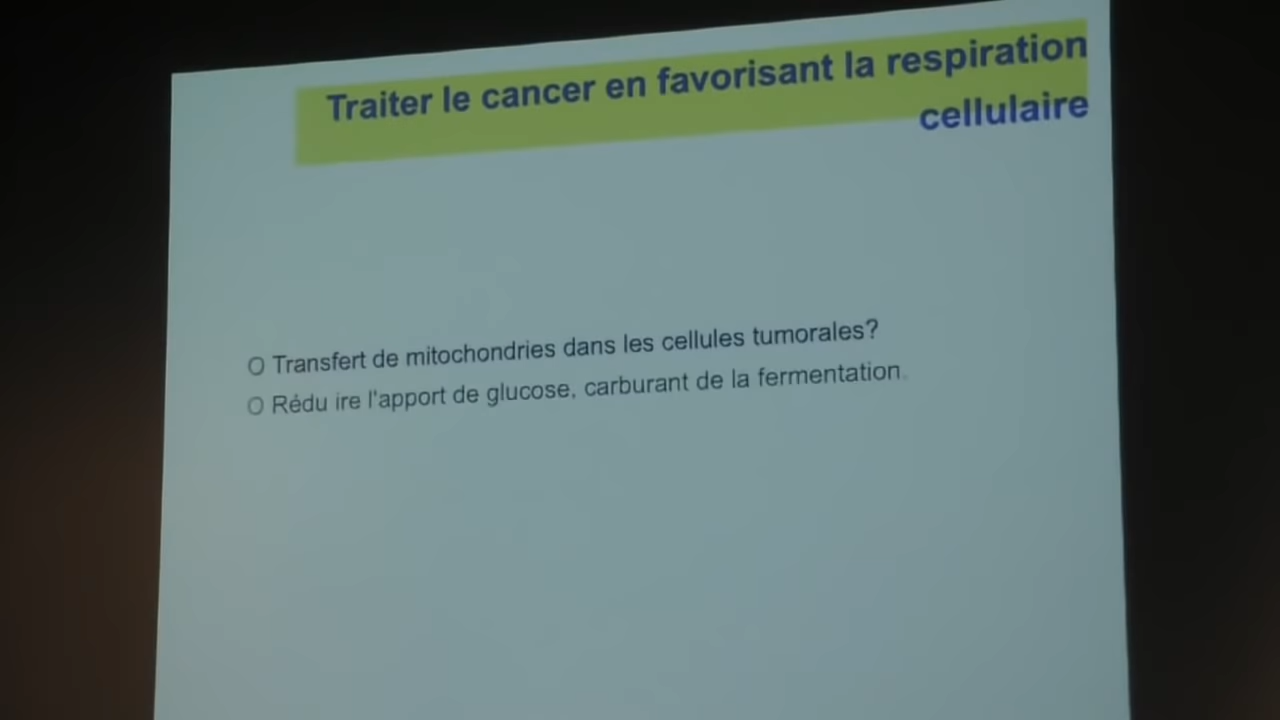 Traiter le cancer en favorisant la respiration
cellulaire
O Transfert de mitochondries dans les cellules tumorales?
O Rédu ire l'apport de glucose, carburant de la fermentation